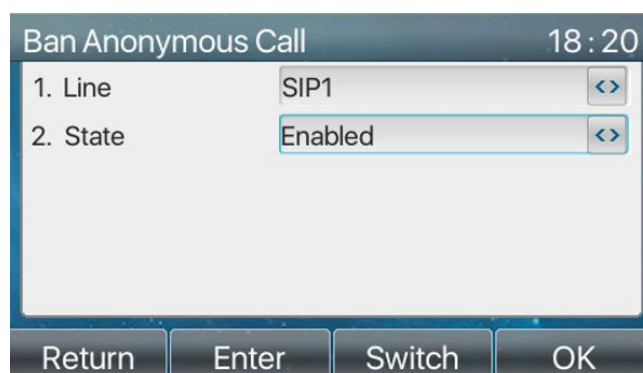 Ban Anonymous Call 18:20
1. Line SIP1 <>
2. State Enabled <>
Return Enter Switch OK